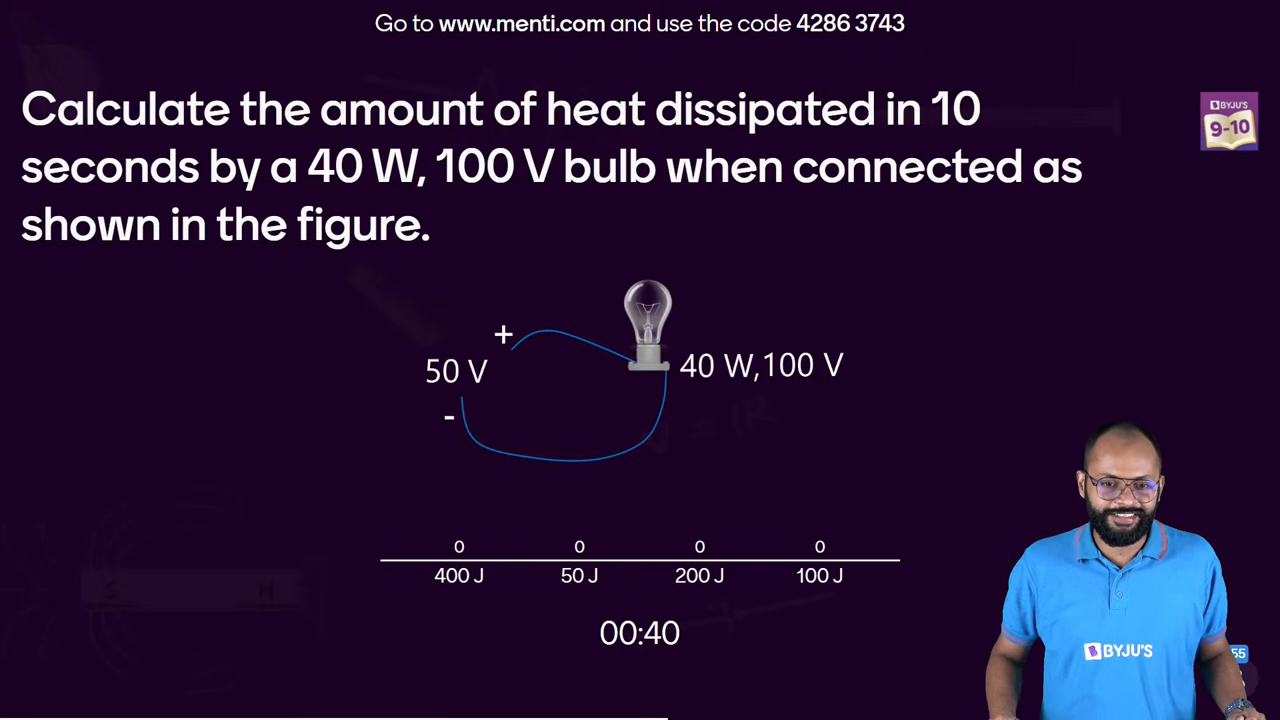 Go to www.menti.com and use the code 4286 3743
Calculate the amount of heat dissipated in 10
seconds by a 40 W, 100 V bulb when connected as
shown in the figure.
BYJU'S
9-10
+
50 V
40 W,100 V
-
V = IR
0 0 0 0
400 J 50 J 200 J 100 J
S N
00:40
BYJU'S
55